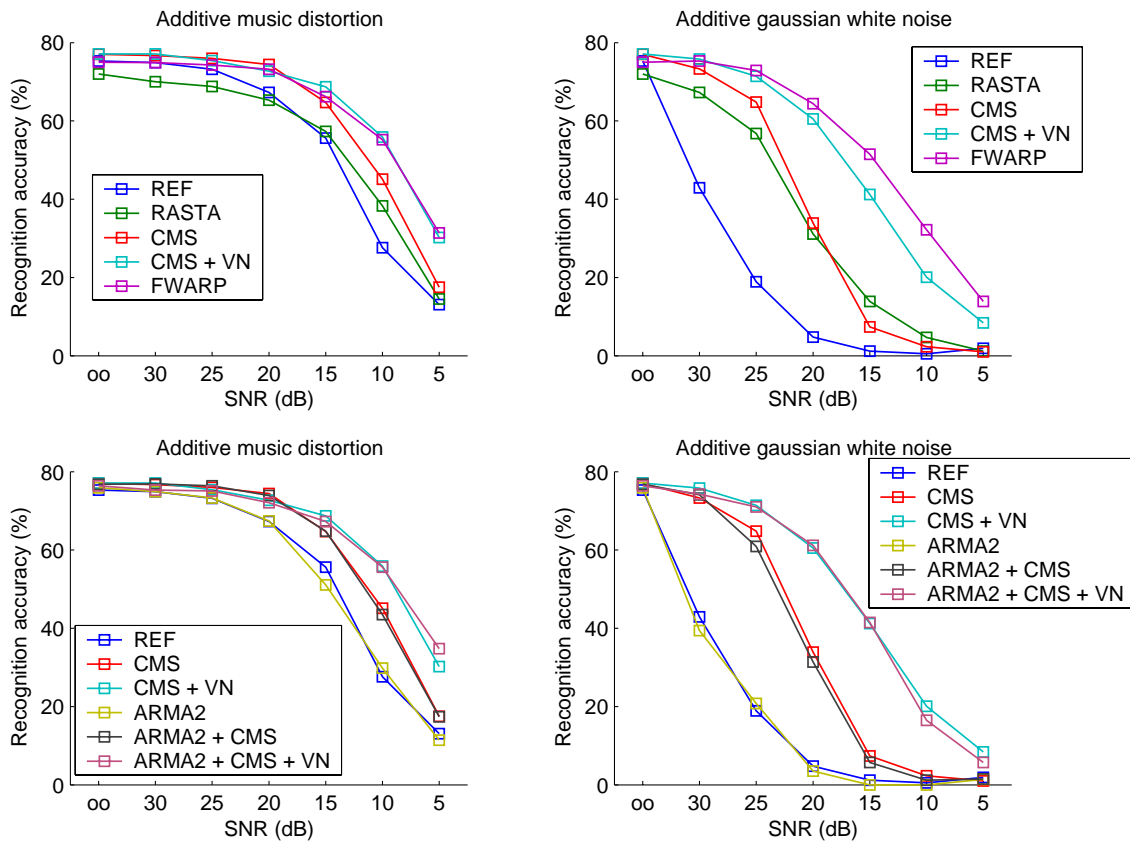 Additive music distortion
Recognition accuracy (%)
80
60
40
20
0
REF
RASTA
CMS
CMS + VN
FWARP
oo 30 25 20 15 10 5
SNR (dB)
Additive gaussian white noise
Recognition accuracy (%)
80
60
40
20
0
REF
RASTA
CMS
CMS + VN
FWARP
oo 30 25 20 15 10 5
SNR (dB)
Additive music distortion
Recognition accuracy (%)
80
60
40
20
0
REF
CMS
CMS + VN
ARMA2
ARMA2 + CMS
ARMA2 + CMS + VN
oo 30 25 20 15 10 5
SNR (dB)
Additive gaussian white noise
Recognition accuracy (%)
80
60
40
20
0
REF
CMS
CMS + VN
ARMA2
ARMA2 + CMS
ARMA2 + CMS + VN
oo 30 25 20 15 10 5
SNR (dB)